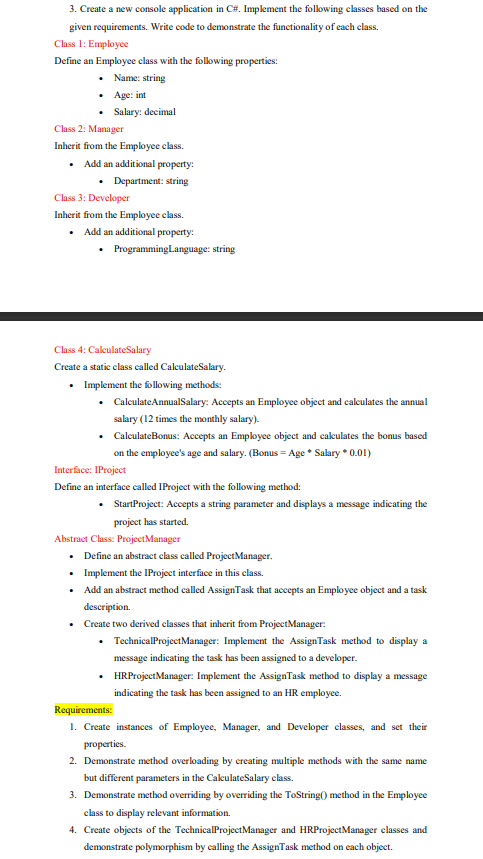 3. Create a new console application in C#. Implement the following classes based on the
given requirements. Write code to demonstrate the functionality of each class.
Class 1: Employee
Define an Employee class with the following properties:
• Name: string
• Age: int
• Salary: decimal
Class 2: Manager
Inherit from the Employee class.
• Add an additional property:
• Department: string
Class 3: Developer
Inherit from the Employee class.
• Add an additional property:
• ProgrammingLanguage: string
Class 4: CalculateSalary
Create a static class called CalculateSalary.
• Implement the following methods:
• CalculateAnnualSalary: Accepts an Employee object and calculates the annual
salary (12 times the monthly salary).
• CalculateBonus: Accepts an Employee object and calculates the bonus based
on the employee's age and salary. (Bonus = Age * Salary * 0.01)
Interface: IProject
Define an interface called IProject with the following method:
• StartProject: Accepts a string parameter and displays a message indicating the
project has started.
Abstract Class: ProjectManager
• Define an abstract class called ProjectManager.
• Implement the IProject interface in this class.
• Add an abstract method called AssignTask that accepts an Employee object and a task
description.
• Create two derived classes that inherit from ProjectManager:
• TechnicalProjectManager: Implement the AssignTask method to display a
message indicating the task has been assigned to a developer.
• HRProjectManager: Implement the AssignTask method to display a message
indicating the task has been assigned to an HR employee.
Requirements:
1. Create instances of Employee, Manager, and Developer classes, and set their
properties.
2. Demonstrate method overloading by creating multiple methods with the same name
but different parameters in the CalculateSalary class.
3. Demonstrate method overriding by overriding the ToString() method in the Employee
class to display relevant information.
4. Create objects of the TechnicalProjectManager and HRProjectManager classes and
demonstrate polymorphism by calling the AssignTask method on each object.